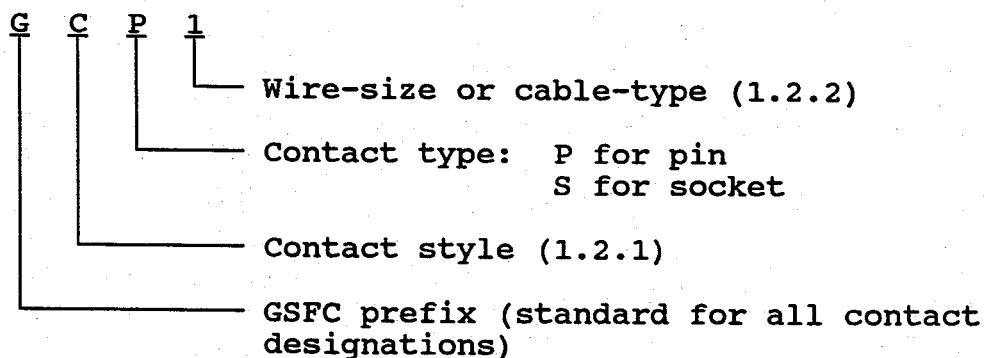 G C P 1
Wire-size or cable-type (1.2.2)
Contact type: P for pin
S for socket
Contact style (1.2.1)
GSFC prefix (standard for all contact
designations)